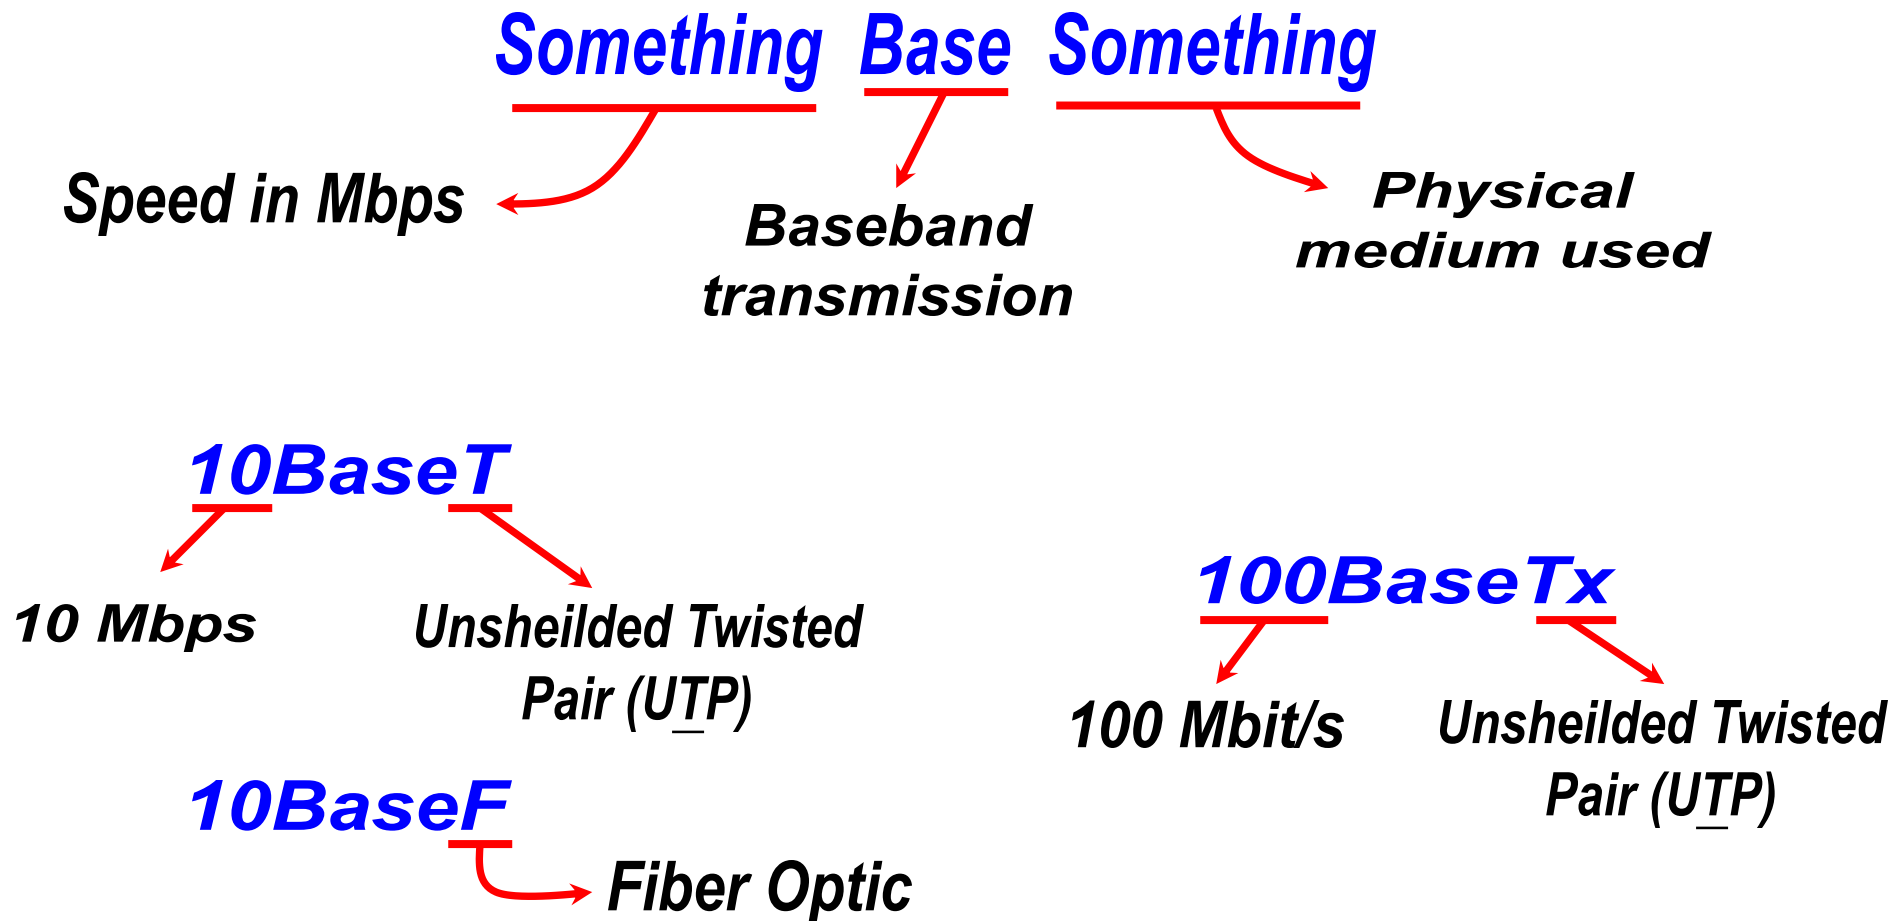 Something Base Something
Speed in Mbps
Baseband
transmission
Physical
medium used
10BaseT
10 Mbps
Unsheilded Twisted
Pair (UTP)
10BaseF
Fiber Optic
100BaseTx
100 Mbit/s
Unsheilded Twisted
Pair (UTP)